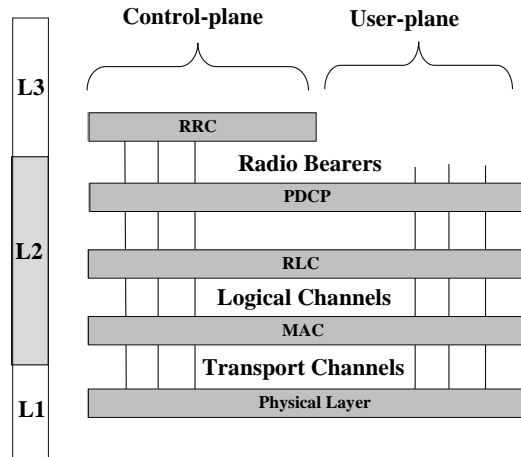 Control-plane
User-plane
L3
RRC
Radio Bearers
PDCP
L2
RLC
Logical Channels
MAC
Transport Channels
L1
Physical Layer